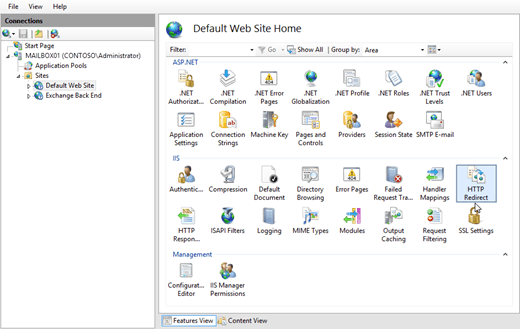 File View Help
Connections
Start Page
MAILBOX01 (CONTOSO\Administrator)
Application Pools
Sites
Default Web Site
Exchange Back End
Default Web Site Home
Filter: Go Show All Group by: Area
ASP.NET
.NET Authorizat... .NET Compilation .NET Error Pages .NET Globalization .NET Profile .NET Roles .NET Trust Levels .NET Users
Application Settings Connection Strings Machine Key Pages and Controls Providers Session State SMTP E-mail
IIS
Authentic... Compression Default Document Directory Browsing Error Pages Failed Request Tra... Handler Mappings HTTP Redirect
HTTP Respon... ISAPI Filters Logging MIME Types Modules Output Caching Request Filtering SSL Settings
Management
Configurat... Editor IIS Manager Permissions
Features View Content View